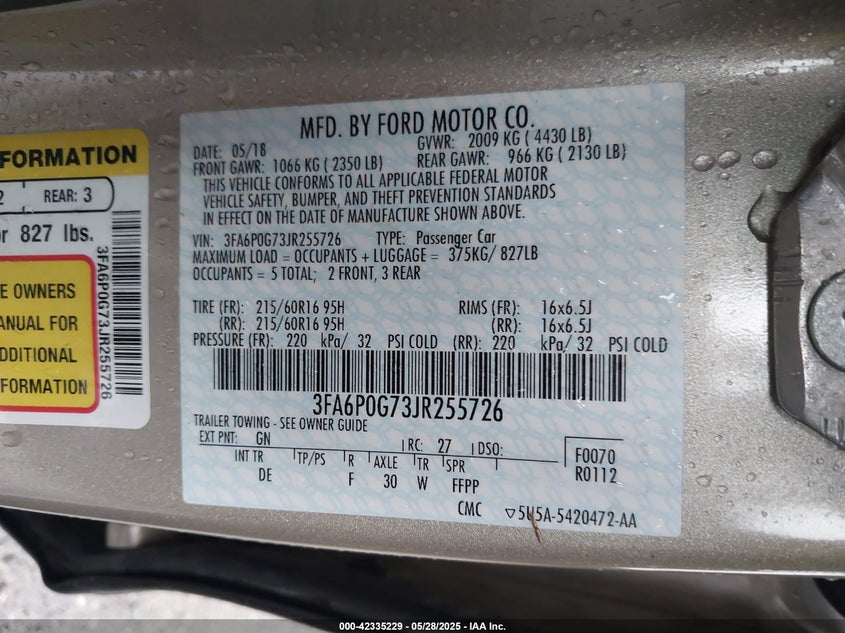 FORMATION
2 REAR: 3
or 827 lbs.
E OWNERS
ANUAL FOR
DDITIONAL
FORMATION
3FA6P0G73JR255726
MFD. BY FORD MOTOR CO.
DATE: 05/18 GVWR: 2009 KG ( 4430 LB)
FRONT GAWR: 1066 KG ( 2350 LB) REAR GAWR: 966 KG ( 2130 LB)
THIS VEHICLE CONFORMS TO ALL APPLICABLE FEDERAL MOTOR
VEHICLE SAFETY, BUMPER, AND THEFT PREVENTION STANDARDS
IN EFFECT ON THE DATE OF MANUFACTURE SHOWN ABOVE.
VIN: 3FA6P0G73JR255726 TYPE: Passenger Car
MAXIMUM LOAD = OCCUPANTS + LUGGAGE = 375KG/ 827LB
OCCUPANTS = 5 TOTAL; 2 FRONT, 3 REAR
TIRE (FR): 215/60R16 95H RIMS (FR): 16x6.5J
(RR): 215/60R16 95H (RR): 16x6.5J
PRESSURE (FR): 220 kPa/ 32 PSI COLD (RR): 220 kPa/ 32 PSI COLD
3FA6P0G73JR255726
TRAILER TOWING - SEE OWNER GUIDE
EXT PNT: GN RC: 27 DSO: F0070
INT TR TP/PS R AXLE TR SPR R0112
DE F 30 W FFPP
CMC ▽5U5A-5420472-AA
000-42335229 - 05/28/2025 - IAA Inc.